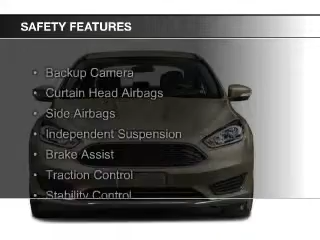 SAFETY FEATURES
• Backup Camera
• Curtain Head Airbags
• Side Airbags
• Independent Suspension
• Brake Assist
• Traction Control
• Stability Control